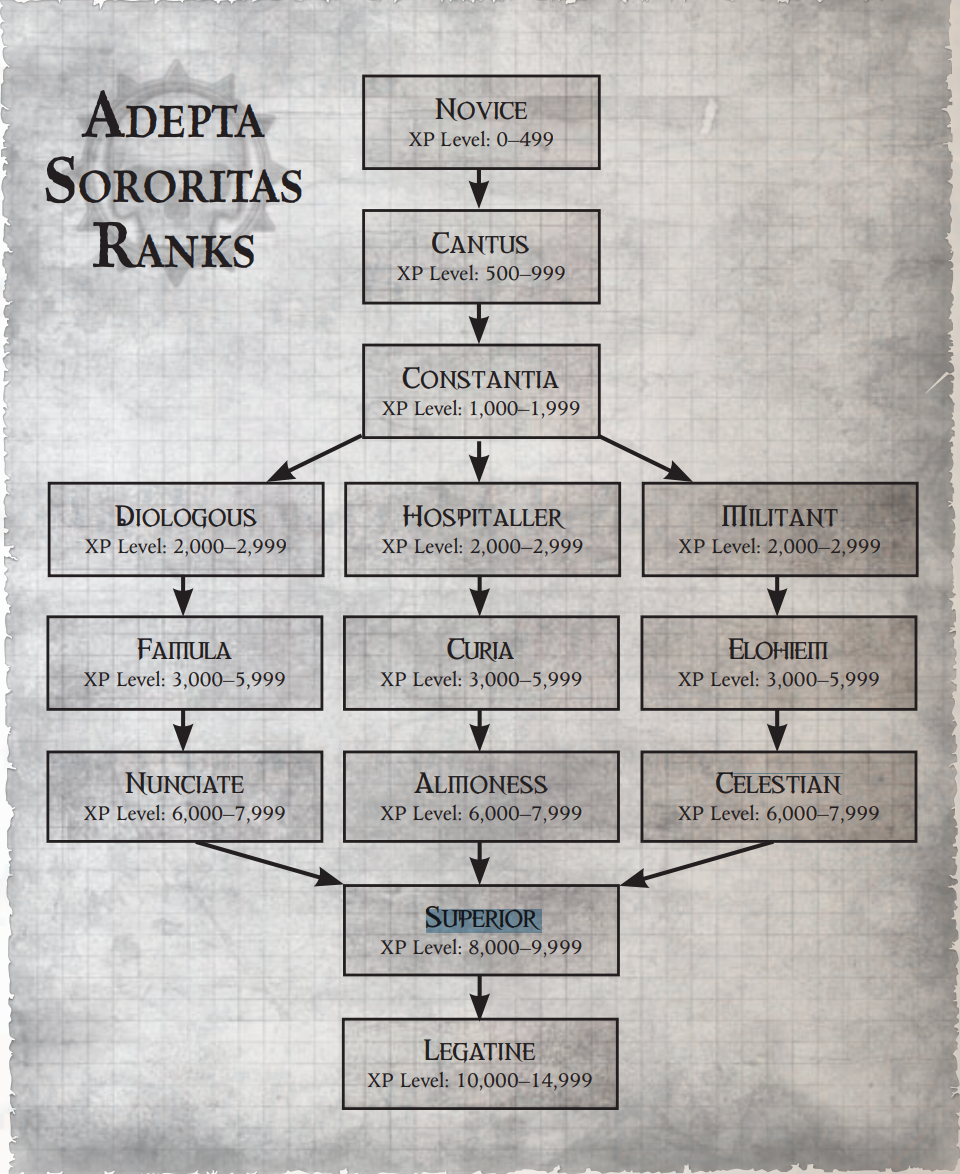 Adepta
Sororitas
Ranks
Novice
XP Level: 0–499
Cantus
XP Level: 500–999
Constantia
XP Level: 1,000–1,999
Diologous
XP Level: 2,000–2,999
Hospitaller
XP Level: 2,000–2,999
Militant
XP Level: 2,000–2,999
Famula
XP Level: 3,000–5,999
Curia
XP Level: 3,000–5,999
Elohiem
XP Level: 3,000–5,999
Nunciate
XP Level: 6,000–7,999
Almoness
XP Level: 6,000–7,999
Celestian
XP Level: 6,000–7,999
Superior
XP Level: 8,000–9,999
Legatine
XP Level: 10,000–14,999